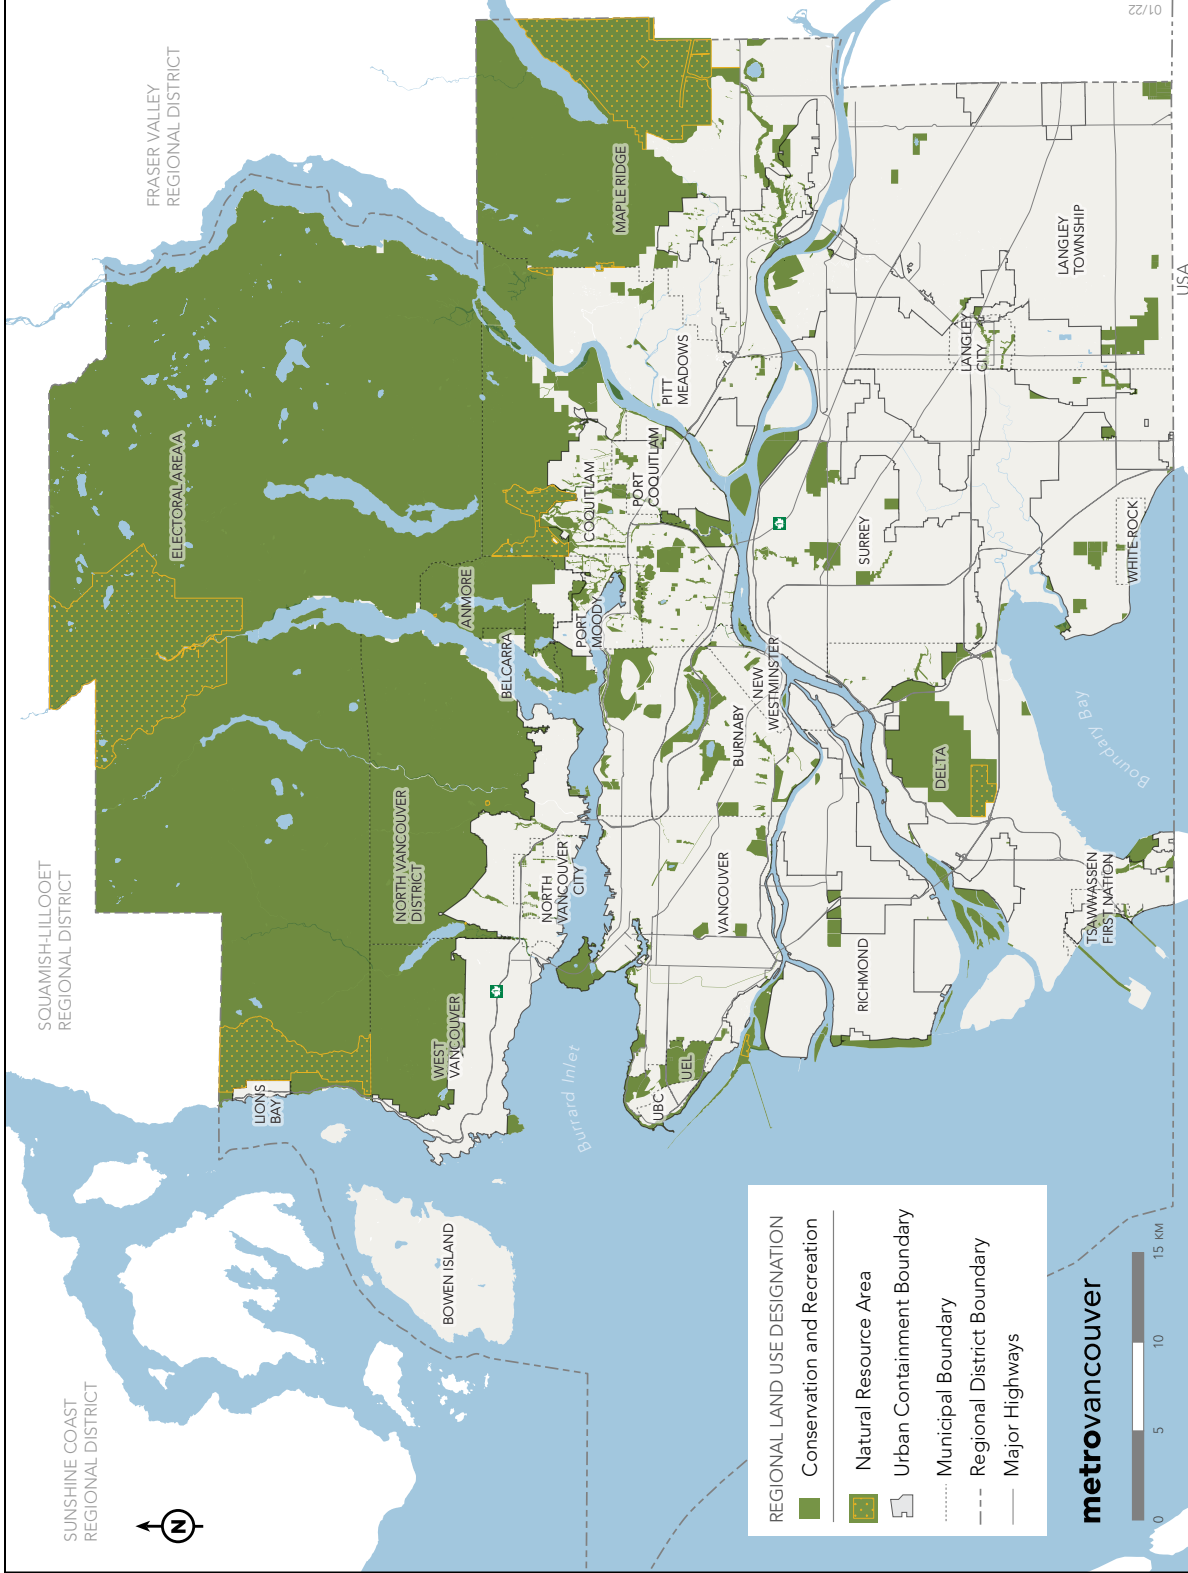 SUNSHINE COAST
REGIONAL DISTRICT
SQUAMISH-LILLOOET
REGIONAL DISTRICT
FRASER VALLEY
REGIONAL DISTRICT
N
ELECTORAL AREA A
LIONS
BAY
BOWEN ISLAND
WEST
VANCOUVER
NORTH VANCOUVER
DISTRICT
NORTH
VANCOUVER
CITY
BELCARRA
ANMORE
PORT
MOODY
COQUITLAM
PORT
COQUITLAM
PITT
MEADOWS
MAPLE RIDGE
Burrard Inlet
UBC
UEL
VANCOUVER
BURNABY
NEW
WESTMINSTER
RICHMOND
DELTA
SURREY
LANGLEY
CITY
LANGLEY
TOWNSHIP
TSAWWASSEN
FIRST NATION
Boundary Bay
WHITE ROCK
USA
REGIONAL LAND USE DESIGNATION
Conservation and Recreation
Natural Resource Area
Urban Containment Boundary
Municipal Boundary
Regional District Boundary
Major Highways
metrovancouver
0 5 10 15 KM
01/22